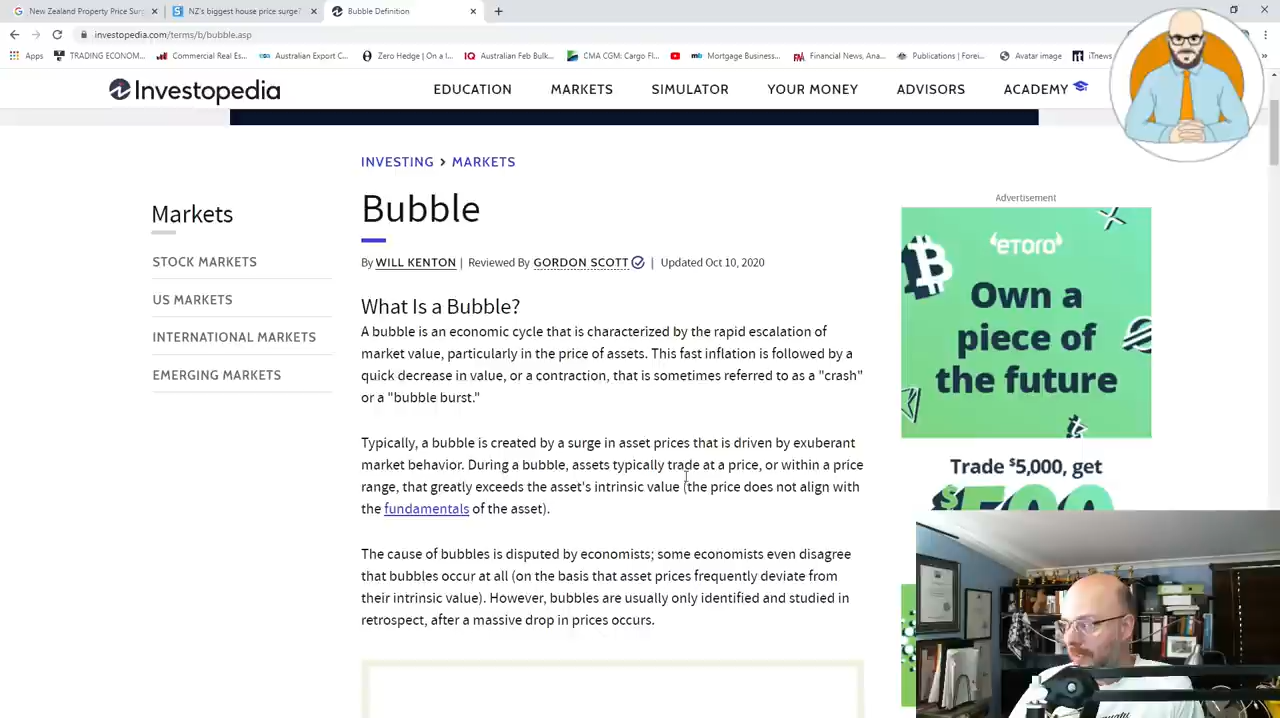 New Zealand Property Price Surg
NZ's biggest house price surge?
Bubble Definition
investopedia.com/terms/b/bubble.asp
Apps
TRADING ECONOM...
Commercial Real Es...
Australian Export C...
Zero Hedge | On a l...
Australian Feb Bulk...
CMA CGM: Cargo Fl...
Mortgage Business...
Financial News, Ana...
Publications | Forei...
Avatar image
iTnews
Investopedia
EDUCATION
MARKETS
SIMULATOR
YOUR MONEY
ADVISORS
ACADEMY
INVESTING > MARKETS
Markets
STOCK MARKETS
US MARKETS
INTERNATIONAL MARKETS
EMERGING MARKETS
Bubble
By WILL KENTON | Reviewed By GORDON SCOTT | Updated Oct 10, 2020
What Is a Bubble?
A bubble is an economic cycle that is characterized by the rapid escalation of
market value, particularly in the price of assets. This fast inflation is followed by a
quick decrease in value, or a contraction, that is sometimes referred to as a "crash"
or a "bubble burst."
Typically, a bubble is created by a surge in asset prices that is driven by exuberant
market behavior. During a bubble, assets typically trade at a price, or within a price
range, that greatly exceeds the asset's intrinsic value (the price does not align with
the fundamentals of the asset).
The cause of bubbles is disputed by economists; some economists even disagree
that bubbles occur at all (on the basis that asset prices frequently deviate from
their intrinsic value). However, bubbles are usually only identified and studied in
retrospect, after a massive drop in prices occurs.
Advertisement
eToro
Own a
piece of
the future
Trade $5,000, get
$500